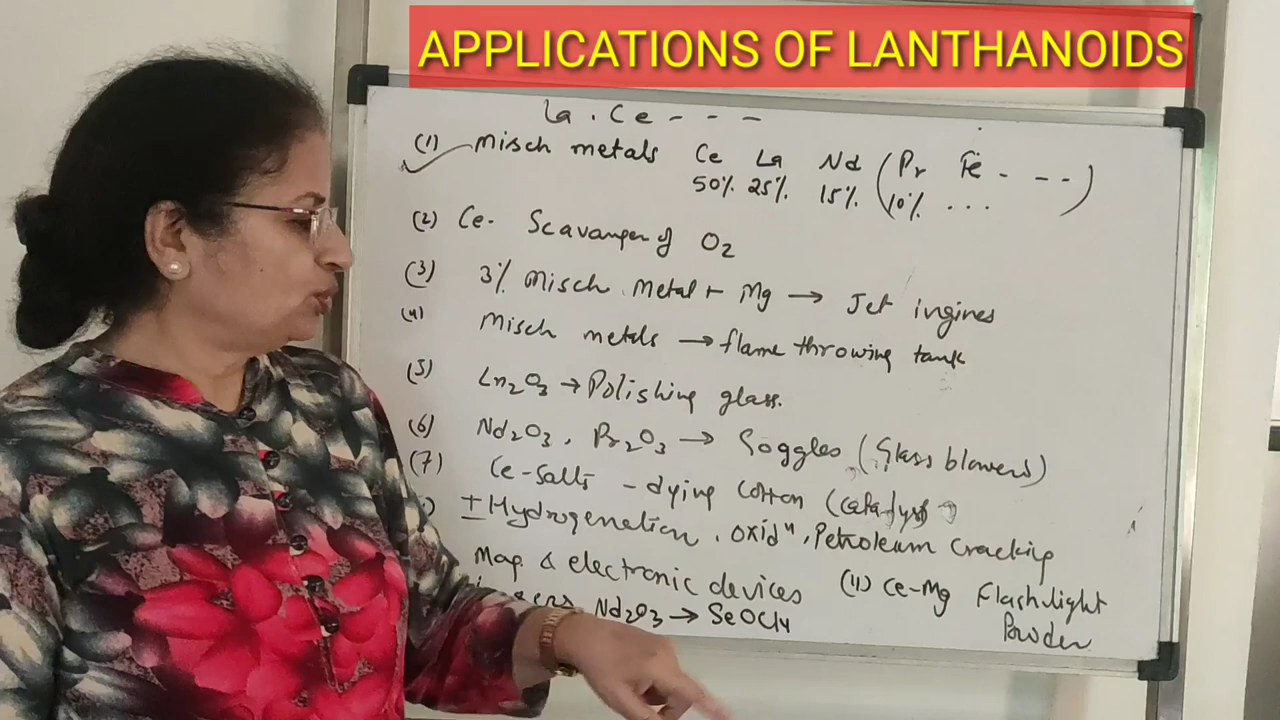 APPLICATIONS OF LANTHANOIDS
La . Ce - - -
(1) Misch metals Ce La Nd (Pr Fe - - -)
50% 25% 15% 10% ...
(2) Ce- Scavanger of O2
(3) 3% Misch Metal + Mg → Jet ingines
(4) Misch metals → flame throwing tank
(5) Ln2O3 → Polishing glass.
(6) Nd2O3, Pr2O3 → Goggles (Glass blowers)
(7) Ce-Salts - dying Cotton (catalyst)
± Hydrogenation, oxidⁿ, Petroleum Cracking
Mag & electronic devices (11) Ce-Mg Flash light
Nd2O3 → SeOCl4 Powder